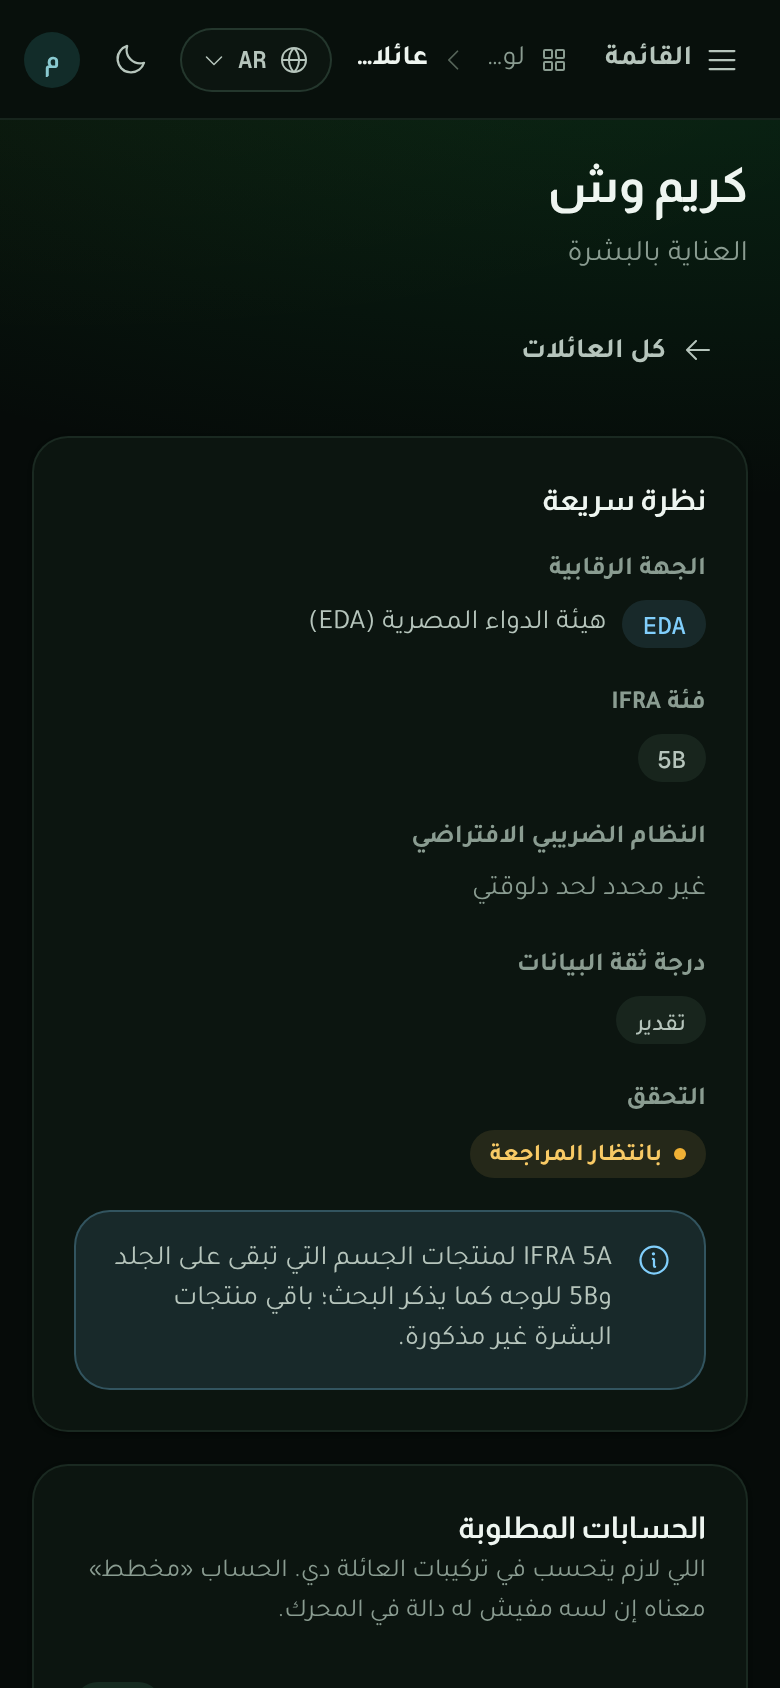 القائمة
لو...
عائلا...
AR
م
كريم وش
العناية بالبشرة
كل العائلات
نظرة سريعة
الجهة الرقابية
EDA هيئة الدواء المصرية (EDA)
فئة IFRA
5B
النظام الضريبي الافتراضي
غير محدد لحد دلوقتي
درجة ثقة البيانات
تقدير
التحقق
بانتظار المراجعة
IFRA 5A لمنتجات الجسم التي تبقى على الجلد
و5B للوجه كما يذكر البحث؛ باقي منتجات
البشرة غير مذكورة.
الحسابات المطلوبة
اللي لازم يتحسب في تركيبات العائلة دي. الحساب «مخطط»
معناه إن لسه مفيش له دالة في المحرك.